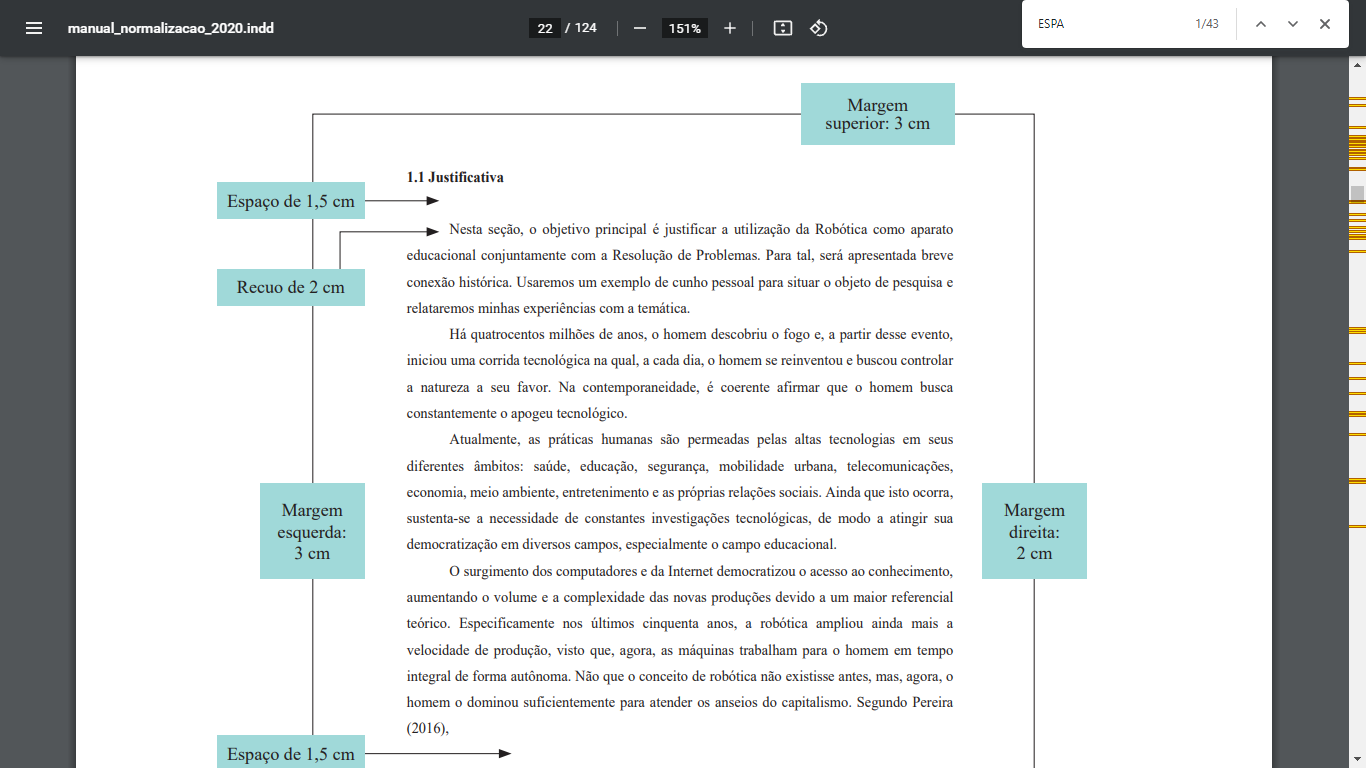 manual_normalizacao_2020.indd
22 / 124
151%
ESPA
1/43
Margem
superior: 3 cm
1.1 Justificativa
Espaço de 1,5 cm
Nesta seção, o objetivo principal é justificar a utilização da Robótica como aparato
educacional conjuntamente com a Resolução de Problemas. Para tal, será apresentada breve
conexão histórica. Usaremos um exemplo de cunho pessoal para situar o objeto de pesquisa e
relataremos minhas experiências com a temática.
Recuo de 2 cm
Há quatrocentos milhões de anos, o homem descobriu o fogo e, a partir desse evento,
iniciou uma corrida tecnológica na qual, a cada dia, o homem se reinventou e buscou controlar
a natureza a seu favor. Na contemporaneidade, é coerente afirmar que o homem busca
constantemente o apogeu tecnológico.
Atualmente, as práticas humanas são permeadas pelas altas tecnologias em seus
diferentes âmbitos: saúde, educação, segurança, mobilidade urbana, telecomunicações,
economia, meio ambiente, entretenimento e as próprias relações sociais. Ainda que isto ocorra,
sustenta-se a necessidade de constantes investigações tecnológicas, de modo a atingir sua
democratização em diversos campos, especialmente o campo educacional.
Margem
esquerda:
3 cm
Margem
direita:
2 cm
O surgimento dos computadores e da Internet democratizou o acesso ao conhecimento,
aumentando o volume e a complexidade das novas produções devido a um maior referencial
teórico. Especificamente nos últimos cinquenta anos, a robótica ampliou ainda mais a
velocidade de produção, visto que, agora, as máquinas trabalham para o homem em tempo
integral de forma autônoma. Não que o conceito de robótica não existisse antes, mas, agora, o
homem o dominou suficientemente para atender os anseios do capitalismo. Segundo Pereira
(2016),
Espaço de 1,5 cm